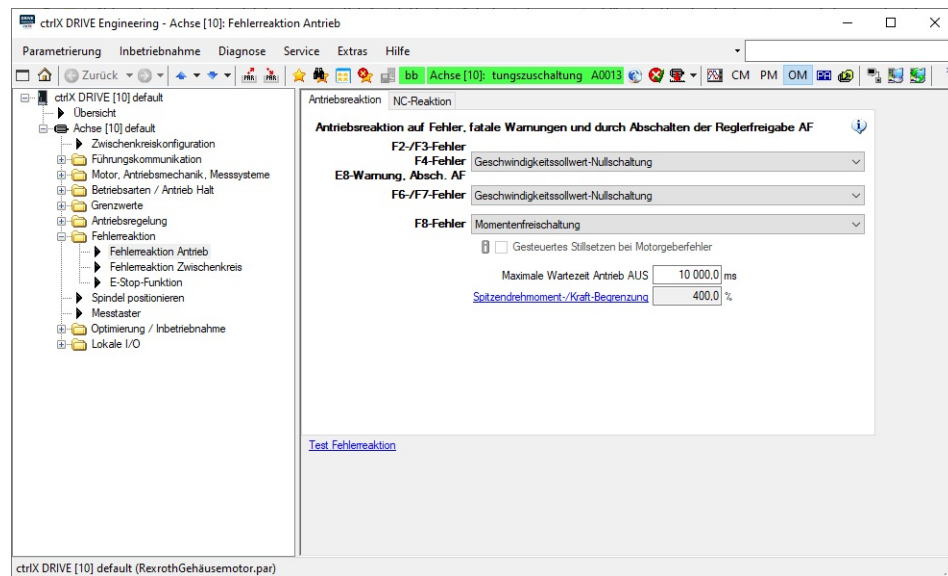 ctrlX DRIVE Engineering - Achse [10]: Fehlerreaktion Antrieb
Parametrierung Inbetriebnahme Diagnose Service Extras Hilfe
Zurück bb Achse [10]: tungszuschaltung A0013 CM PM OM
ctrlX DRIVE [10] default
Übersicht
Achse [10] default
Zwischenkreiskonfiguration
Führungskommunikation
Motor, Antriebsmechanik, Messsysteme
Betriebsarten / Antrieb Halt
Grenzwerte
Antriebsregelung
Fehlerreaktion
Fehlerreaktion Antrieb
Fehlerreaktion Zwischenkreis
E-Stop-Funktion
Spindel positionieren
Messtaster
Optimierung / Inbetriebnahme
Lokale I/O
Antriebsreaktion NC-Reaktion
Antriebsreaktion auf Fehler, fatale Warnungen und durch Abschalten der Reglerfreigabe AF
F2-/F3-Fehler
F4-Fehler Geschwindigkeitssollwert-Nullschaltung
E8-Warnung, Absch. AF
F6-/F7-Fehler Geschwindigkeitssollwert-Nullschaltung
F8-Fehler Momentenfreischaltung
Gesteuertes Stillsetzen bei Motorgeberfehler
Maximale Wartezeit Antrieb AUS 10 000,0 ms
Spitzendrehmoment-/Kraft-Begrenzung 400,0 %
Test Fehlerreaktion
ctrlX DRIVE [10] default (RexrothGehäusemotor.par)